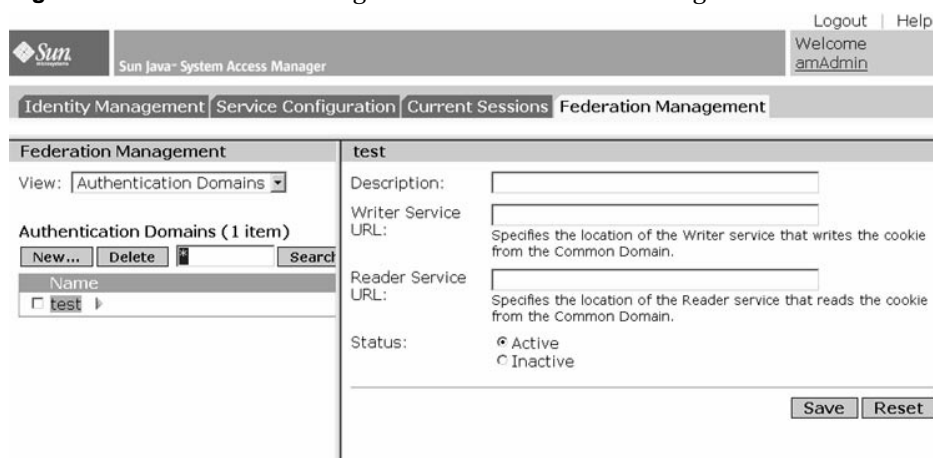 Logout | Help
Sun
microsystems
Sun Java™ System Access Manager
Welcome
amAdmin
Identity Management Service Configuration Current Sessions Federation Management
Federation Management
View: Authentication Domains
Authentication Domains (1 item)
New... Delete * Search
Name
test
test
Description:
Writer Service
URL:
Specifies the location of the Writer service that writes the cookie
from the Common Domain.
Reader Service
URL:
Specifies the location of the Reader service that reads the cookie
from the Common Domain.
Status:
Active
Inactive
Save Reset